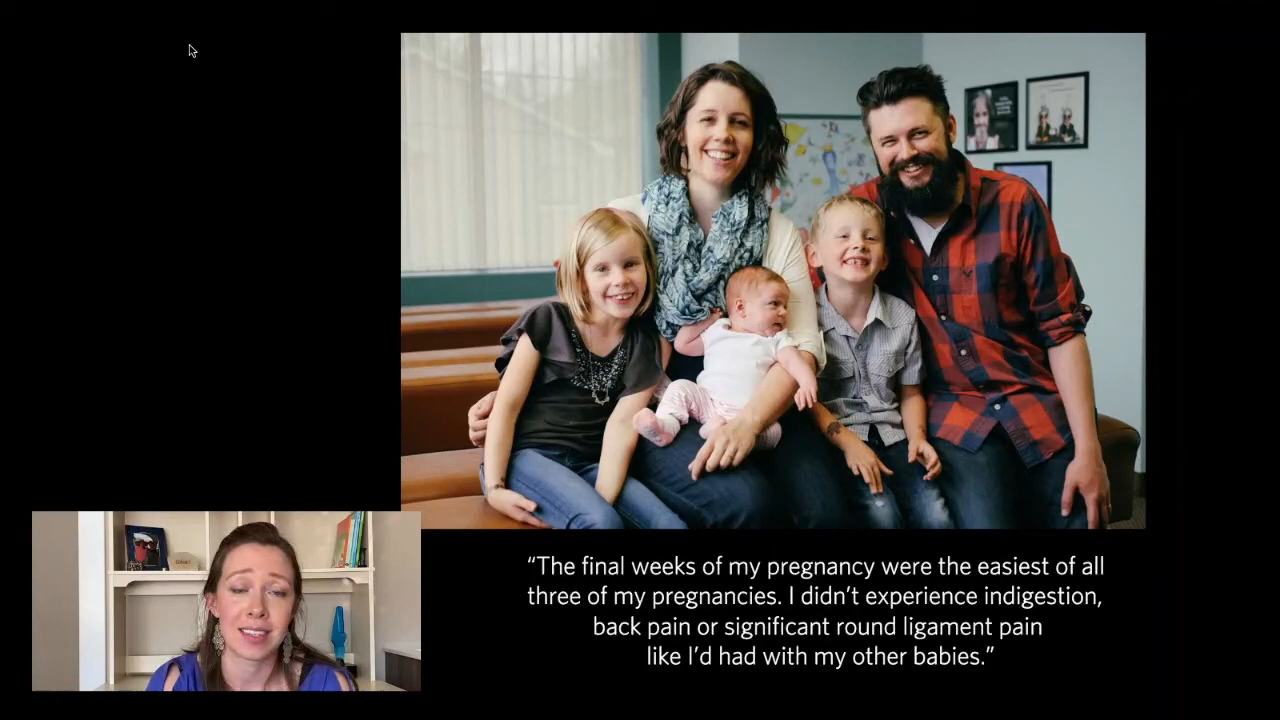 “The final weeks of my pregnancy were the easiest of all
three of my pregnancies. I didn’t experience indigestion,
back pain or significant round ligament pain
like I’d had with my other babies.”